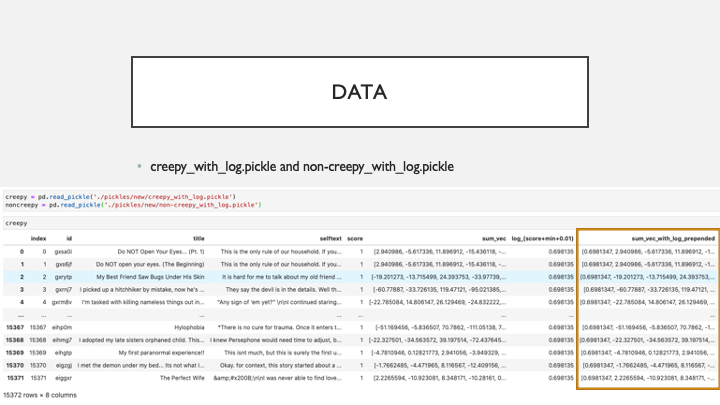 DATA
• creepy_with_log.pickle and non-creepy_with_log.pickle
creepy = pd.read_pickle('./pickles/new/creepy_with_log.pickle')
noncreepy = pd.read_pickle('./pickles/new/non-creepy_with_log.pickle')
creepy
index id title selftext score sum_vec log_(score+min+0.01) sum_vec_with_log_prepended
0 0 gxsa0i Do NOT Open Your Eyes... (Pt. 1) This is the only rule of our household. If you... 1 [2.940986, -5.617336, 11.896912, -15.436118, -... 0.698135 [0.6981347, 2.940986, -5.617336, 11.896912, -1...
1 1 gxs6jf Do NOT open your eyes. (The Beginning) This is the only rule of our household. If you... 1 [2.940986, -5.617336, 11.896912, -15.436118, -... 0.698135 [0.6981347, 2.940986, -5.617336, 11.896912, -1...
2 2 gxrytp My Best Friend Saw Bugs Under His Skin It is hard for me to talk about my old friend ... 1 [-19.201273, -13.715499, 24.394753, -33.97739,... 0.698135 [0.6981347, -19.201273, -13.715499, 24.394753,...
3 3 gxrnj7 I picked up a hitchhiker by mistake, now he's ... They say the devil is in the details. Well th... 1 [-60.77887, -33.726135, 119.47121, -95.021385,... 0.698135 [0.6981347, -60.77887, -33.726135, 119.47121, ...
4 4 gxrm8v I'm tasked with killing nameless things out in... "Any sign of 'em yet?" \n\nI continued staring... 1 [-22.785084, 14.806147, 26.129469, -24.832222,... 0.698135 [0.6981347, -22.785084, 14.806147, 26.129469, ...
... ... ... ... ... ... ... ... ...
15367 15367 eihp0m Hylophobia *There is no cure for trauma. Once it enters t... 1 [-51.169456, -5.836507, 70.7862, -111.05138, 7... 0.698135 [0.6981347, -51.169456, -5.836507, 70.7862, -1...
15368 15368 eihmg7 I adopted my late sisters orphaned child. This... I knew Persephone would need time to adjust, b... 1 [-22.327501, -34.563572, 39.197514, -72.437645... 0.698135 [0.6981347, -22.327501, -34.563572, 39.197514,...
15369 15369 eihgtp My first paranormal experience!! This isnt much, but this is surely the first u... 1 [-4.7810946, 0.12821773, 2.941056, -3.949329, ... 0.698135 [0.6981347, -4.7810946, 0.12821773, 2.941056, ...
15370 15370 eigzgj I met the demon under my bed... Its not what I... Okay. for context, this story started about a ... 1 [-1.7662485, -4.471965, 8.116567, -12.409156, ... 0.698135 [0.6981347, -1.7662485, -4.471965, 8.116567, -...
15371 15371 eiggxr The Perfect Wife &amp;#x200B;\n\nI was never able to find love... 1 [2.2265594, -10.923081, 8.348171, -10.28161, 0... 0.698135 [0.6981347, 2.2265594, -10.923081, 8.348171, -...
15372 rows × 8 columns